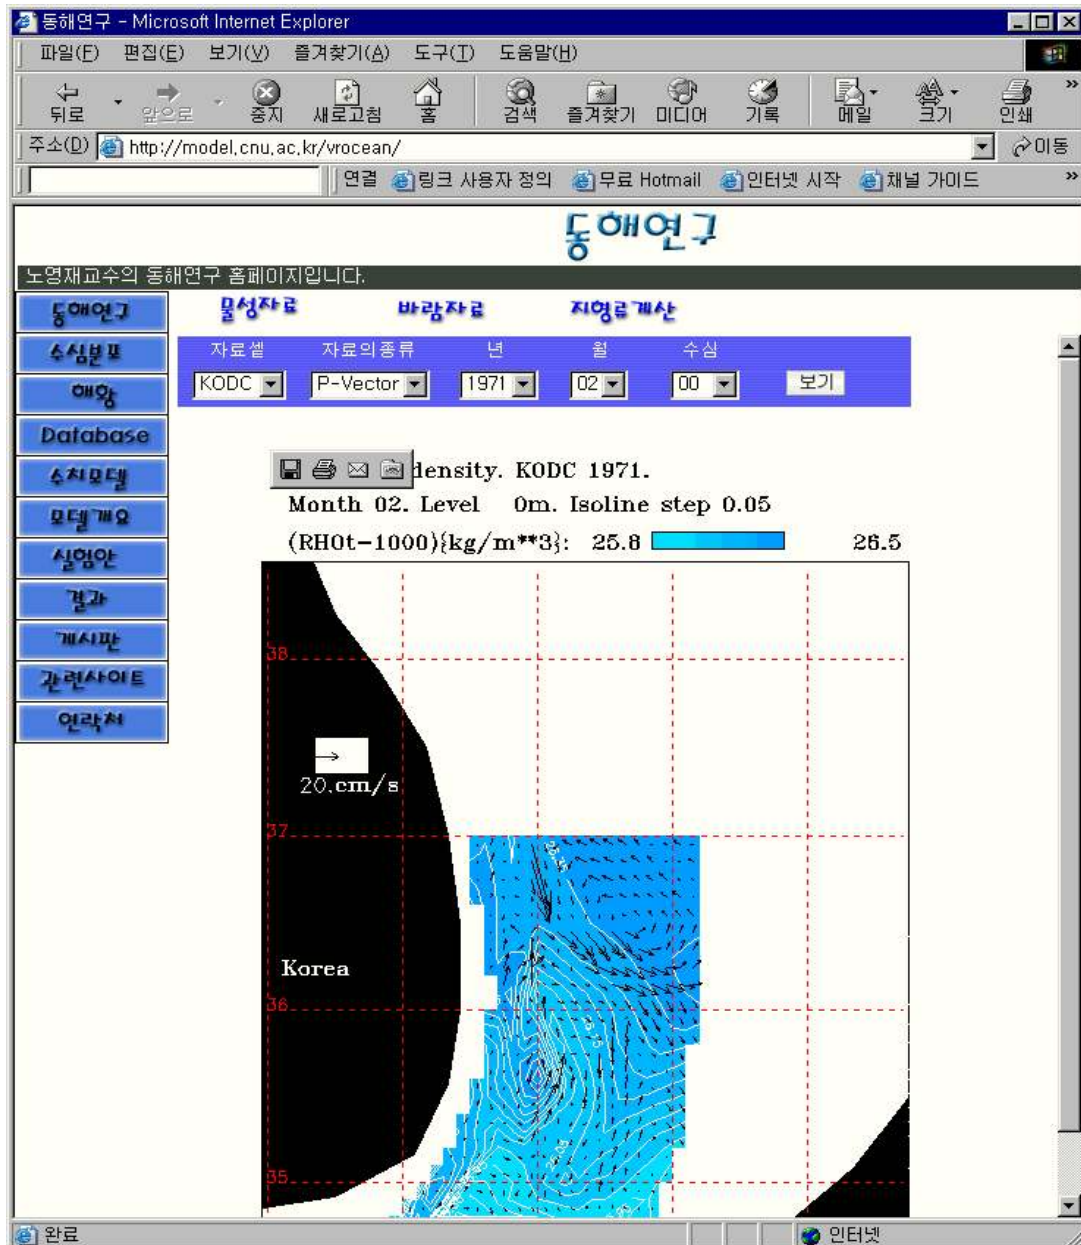 동해연구 - Microsoft Internet Explorer
파일(F) 편집(E) 보기(V) 즐겨찾기(A) 도구(T) 도움말(H)
뒤로 앞으로 중지 새로고침 홈 검색 즐겨찾기 미디어 기록 메일 크기 인쇄 »
주소(D) http://model.cnu.ac.kr/vrocean/ 이동
연결 링크 사용자 정의 무료 Hotmail 인터넷 시작 채널 가이드 »
동해연구
노영재교수의 동해연구 홈페이지입니다.
동해연구
수심분포
해황
Database
수치모델
모델개요
실험안
결과
게시판
관련사이트
연락처
물성자료 바람자료 지형류계산
자료셑 자료의종류 년 월 수심
KODC P-Vector 1971 02 00 보기
density. KODC 1971.
Month 02. Level 0m. Isoline step 0.05
(RHOt-1000){kg/m**3}: 25.8 26.5
38
20.cm/s
37
Korea
36
35
완료 인터넷